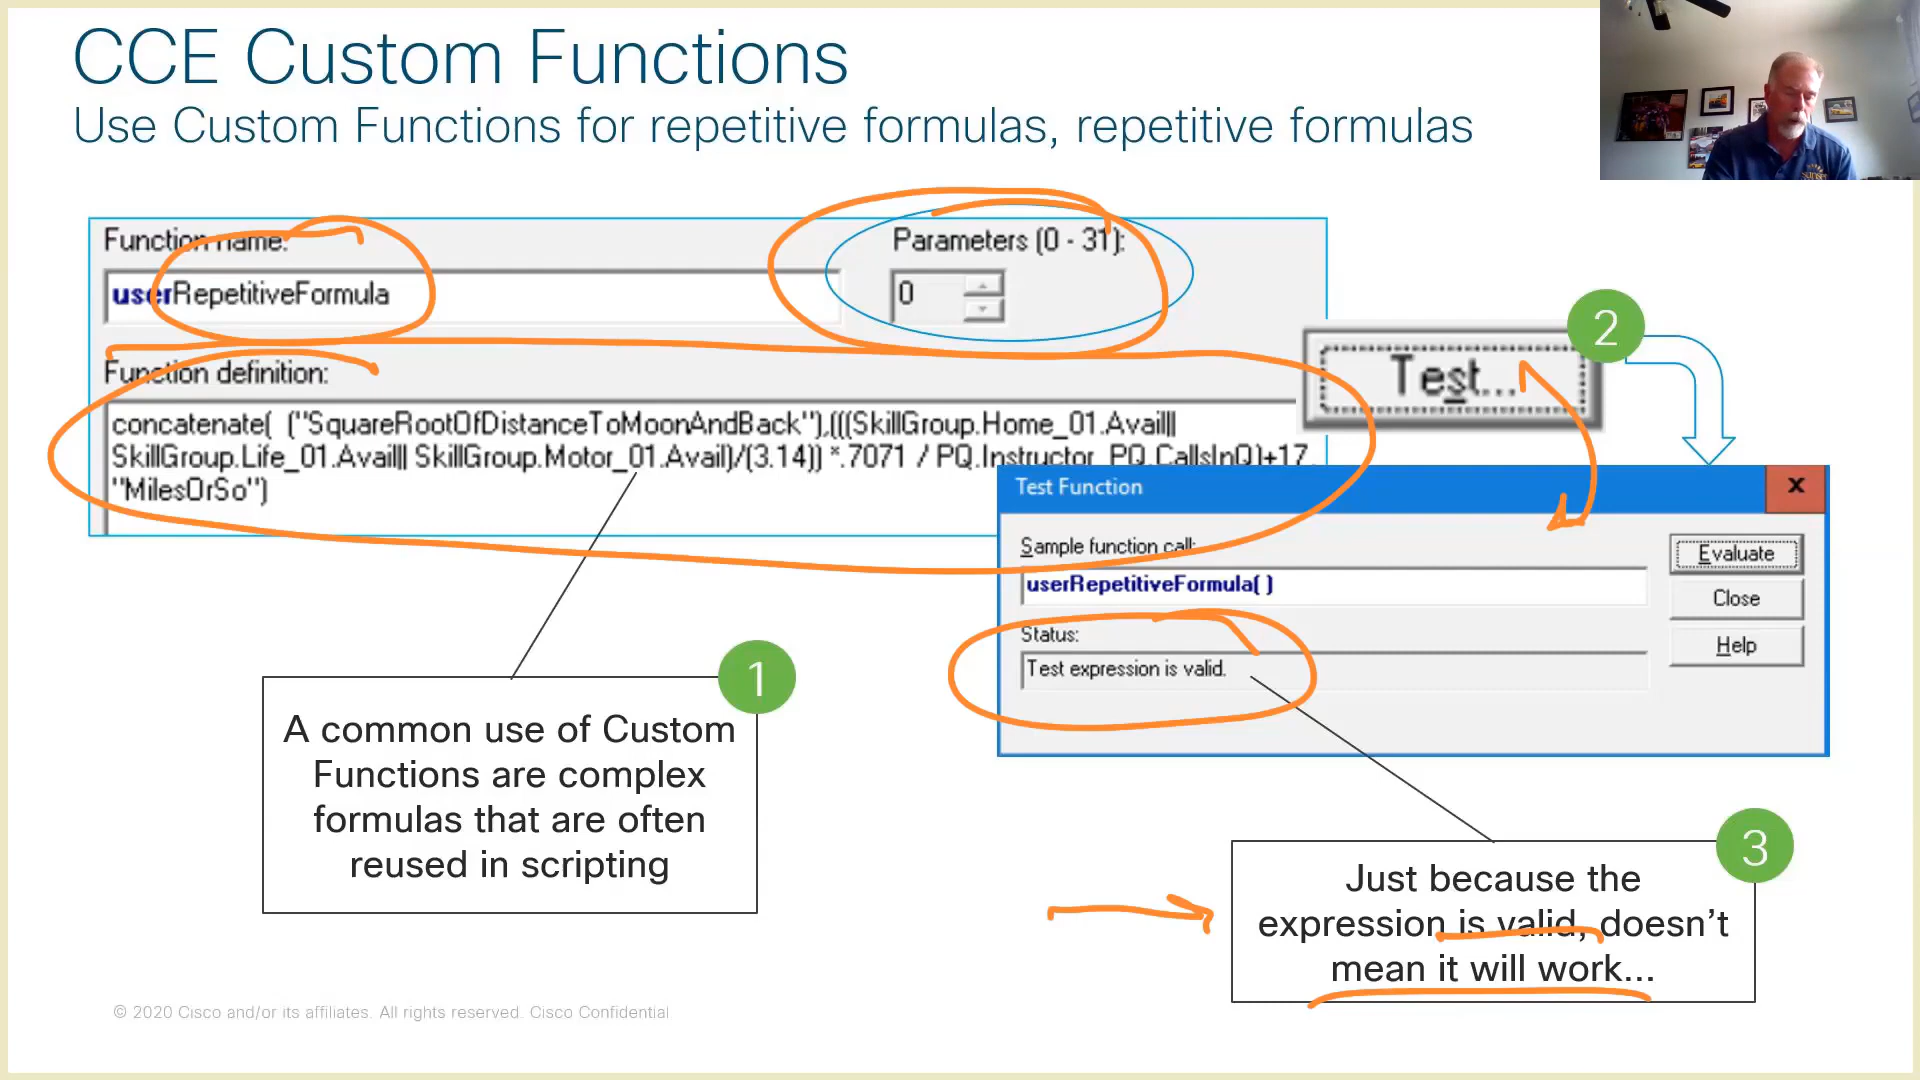 CCE Custom Functions
Use Custom Functions for repetitive formulas, repetitive formulas
Function name:
userRepetitiveFormula
Parameters (0 - 31):
0
Function definition:
concatenate( ("SquareRootOfDistanceToMoonAndBack"),(((SkillGroup.Home_01.Avail||
SkillGroup.Life_01.Avail|| SkillGroup.Motor_01.Avail)/(3.14)) *.7071 / PQ.Instructor_PQ.CallsInQ)+17,
"MilesOrSo")
Test...
2
Test Function
x
Sample function call:
userRepetitiveFormula( )
Evaluate
Close
Help
Status:
Test expression is valid.
1
A common use of Custom
Functions are complex
formulas that are often
reused in scripting
3
Just because the
expression is valid, doesn't
mean it will work...
© 2020 Cisco and/or its affiliates. All rights reserved. Cisco Confidential